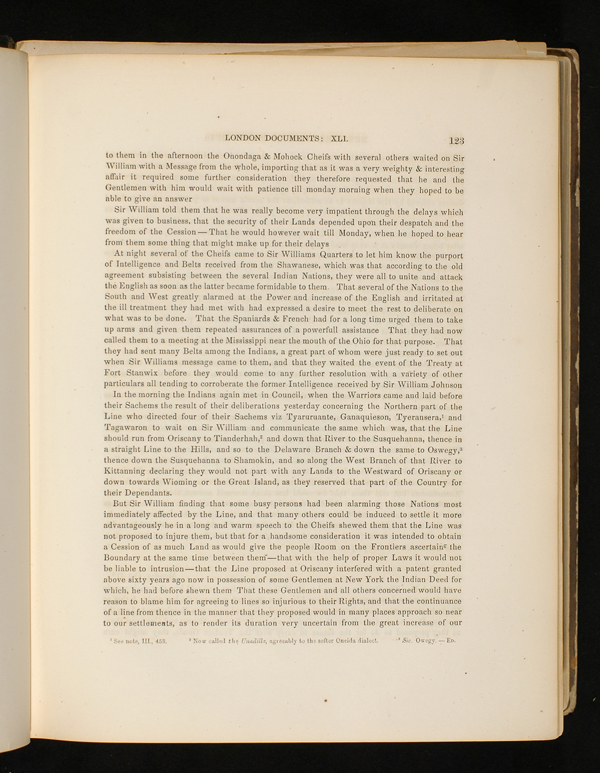 LONDON DOCUMENTS: XLI. 123
to them in the afternoon the Onondaga & Mohock Cheifs with several others waited on Sir
William with a Message from the whole, importing that as it was a very weighty & interesting
affair it required some further consideration they therefore requested that he and the
Gentlemen with him would wait with patience till monday morning when they hoped to be
able to give an answer
Sir William told them that he was really become very impatient through the delays which
was given to business, that the security of their Lands depended upon their despatch and the
freedom of the Cession — That he would however wait till Monday, when he hoped to hear
from them some thing that might make up for their delays
At night several of the Cheifs came to Sir Williams Quarters to let him know the purport
of Intelligence and Belts received from the Shawanese, which was that according to the old
agreement subsisting between the several Indian Nations, they were all to unite and attack
the English as soon as the latter became formidable to them That several of the Nations to the
South and West greatly alarmed at the Power and increase of the English and irritated at
the ill treatment they had met with had expressed a desire to meet the rest to deliberate on
what was to be done. That the Spaniards & French had for a long time urged them to take
up arms and given them repeated assurances of a powerfull assistance That they had now
called them to a meeting at the Mississippi near the mouth of the Ohio for that purpose. That
they had sent many Belts among the Indians, a great part of whom were just ready to set out
when Sir Williams message came to them, and that they waited the event of the Treaty at
Fort Stanwix before they would come to any further resolution with a variety of other
particulars all tending to corroberate the former Intelligence received by Sir William Johnson
In the morning the Indians again met in Council, when the Warriors came and laid before
their Sachems the result of their deliberations yesterday concerning the Northern part of the
Line who directed four of their Sachems viz Tyaruruante, Ganaquieson, Tyeransera,¹ and
Tagawaron to wait on Sir William and communicate the same which was, that the Line
should run from Oriscany to Tianderhah,² and down that River to the Susquehanna, thence in
a straight Line to the Hills, and so to the Delaware Branch & down the same to Oswegy,³
thence down the Susquehanna to Shamokin, and so along the West Branch of that River to
Kittanning declaring they would not part with any Lands to the Westward of Oriscany or
down towards Wioming or the Great Island, as they reserved that part of the Country for
their Dependants.
But Sir William finding that some busy persons had been alarming those Nations most
immediately affected by the Line, and that many others could be induced to settle it more
advantageously he in a long and warm speech to the Cheifs shewed them that the Line was
not proposed to injure them, but that for a handsome consideration it was intended to obtain
a Cession of as much Land as would give the people Room on the Frontiers ascertaing the
Boundary at the same time between them—that with the help of proper Laws it would not
be liable to intrusion—that the Line proposed at Oriscany interfered with a patent granted
above sixty years ago now in possession of some Gentlemen at New York the Indian Deed for
which, he had before shewn them That these Gentlemen and all others concerned would have
reason to blame him for agreeing to lines so injurious to their Rights, and that the continuance
of a line from thence in the manner that they proposed would in many places approach so near
to our settlements, as to render its duration very uncertain from the great increase of our
¹ See note, III., 483. ² Now called the Unadilla, agreeably to the softer Oneida dialect. ³ Sic. Owegy. — ED.